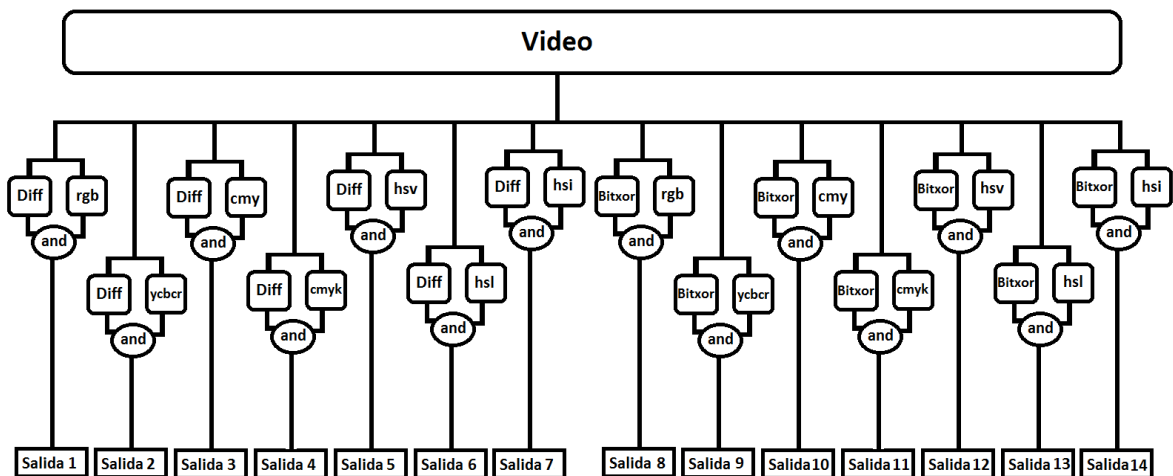 Video
Diff rgb Diff cmy Diff hsv Diff hsi Bitxor rgb Bitxor cmy Bitxor hsv Bitxor hsi
and and and and and and and and
Diff ycbcr Diff cmyk Diff hsl Bitxor ycbcr Bitxor cmyk Bitxor hsl
and and and and and and
Salida 1 Salida 2 Salida 3 Salida 4 Salida 5 Salida 6 Salida 7 Salida 8 Salida 9 Salida 10 Salida 11 Salida 12 Salida 13 Salida 14